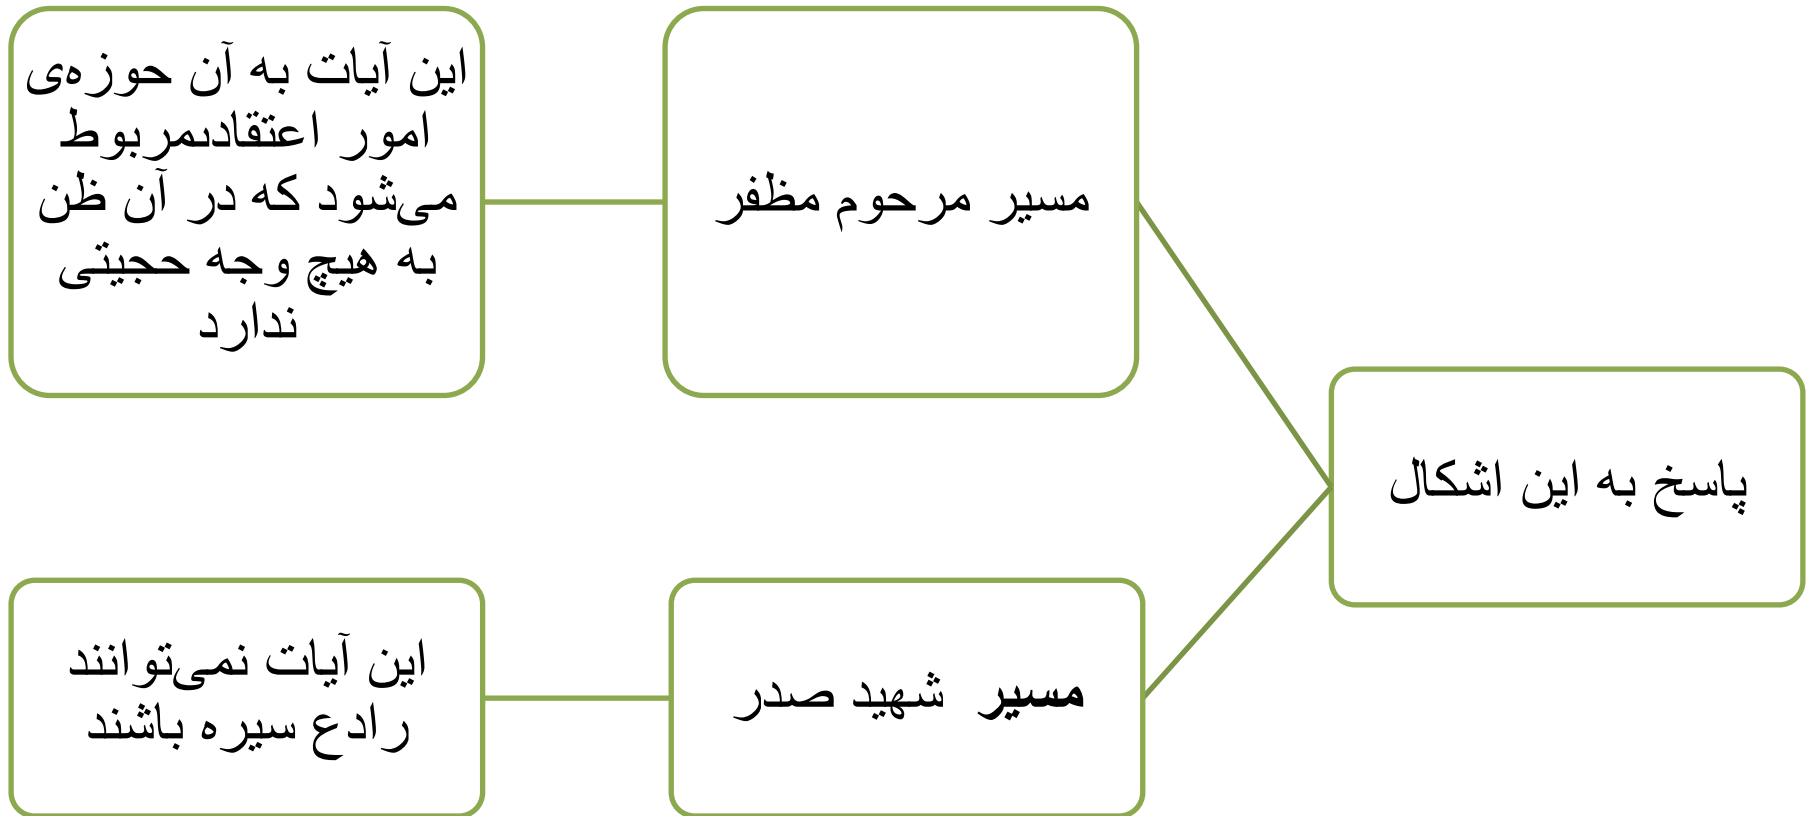 پاسخ به این اشکال
مسیر مرحوم مظفر
این آیات به آن حوزه‌ی
امور اعتقادىمربوط
می‌شود که در آن ظن
به هیچ وجه حجیتی
ندارد
مسیر شهید صدر
این آیات نمی‌توانند
رادع سیره باشند